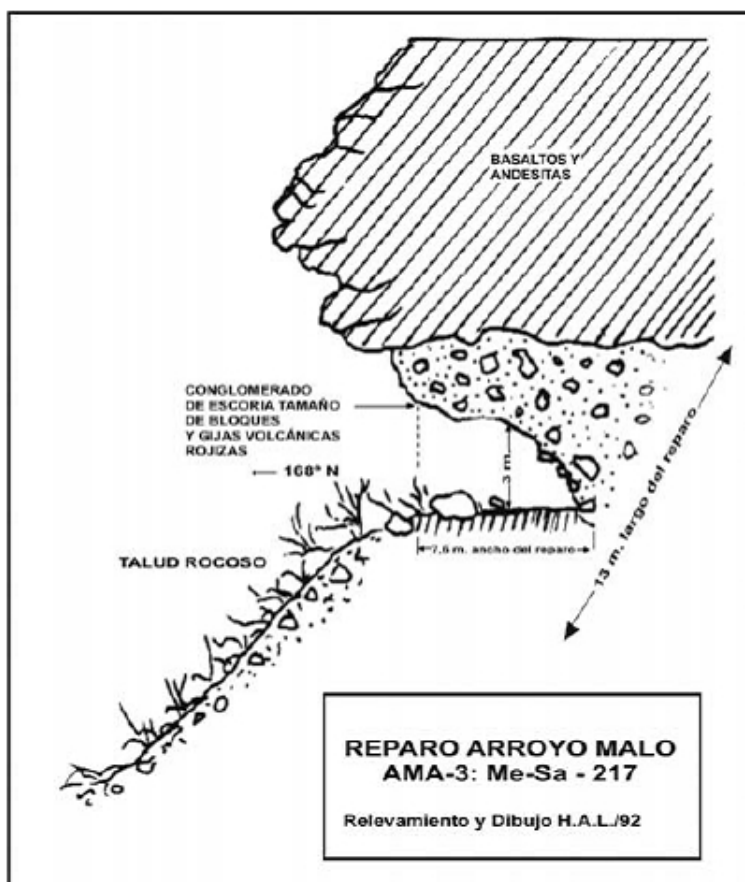 BASALTOS Y
ANDESITAS
CONGLOMERADO
DE ESCORIA TAMAÑO
DE BLOQUES
Y GIJAS VOLCÁNICAS
ROJIZAS
← 168° N
3 m
TALUD ROCOSO
7,6 m. ancho del reparo
13 m. largo del reparo
REPARO ARROYO MALO
AMA-3: Me-Sa - 217
Relevamiento y Dibujo H.A.L./92